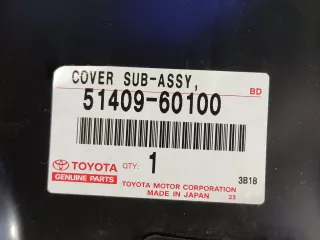 COVER SUB-ASSY,
BD
51409-60100
TOYOTA
GENUINE PARTS
QTY: 1
3B18
TOYOTA MOTOR CORPORATION
MADE IN JAPAN 23